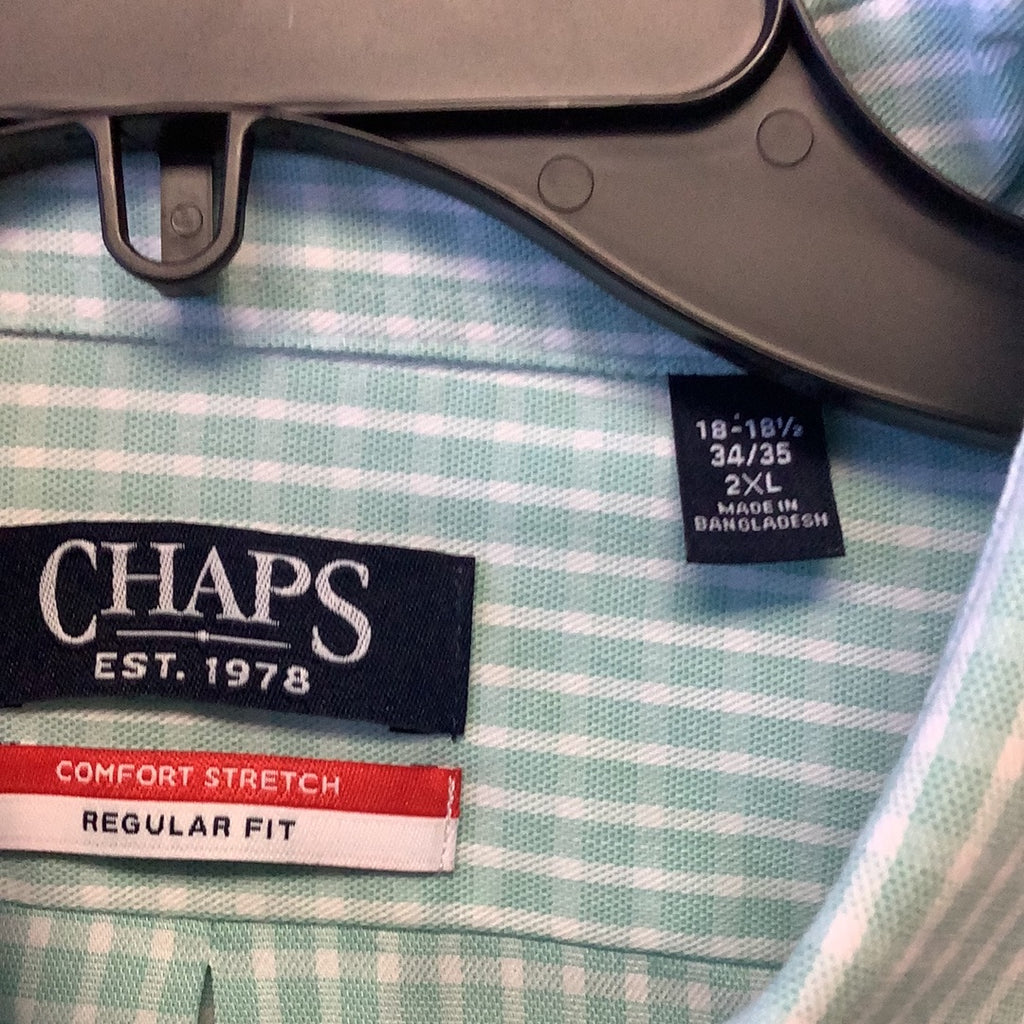 18-18½
34/35
2XL
MADE IN
BANGLADESH
CHAPS
EST. 1978
COMFORT STRETCH
REGULAR FIT